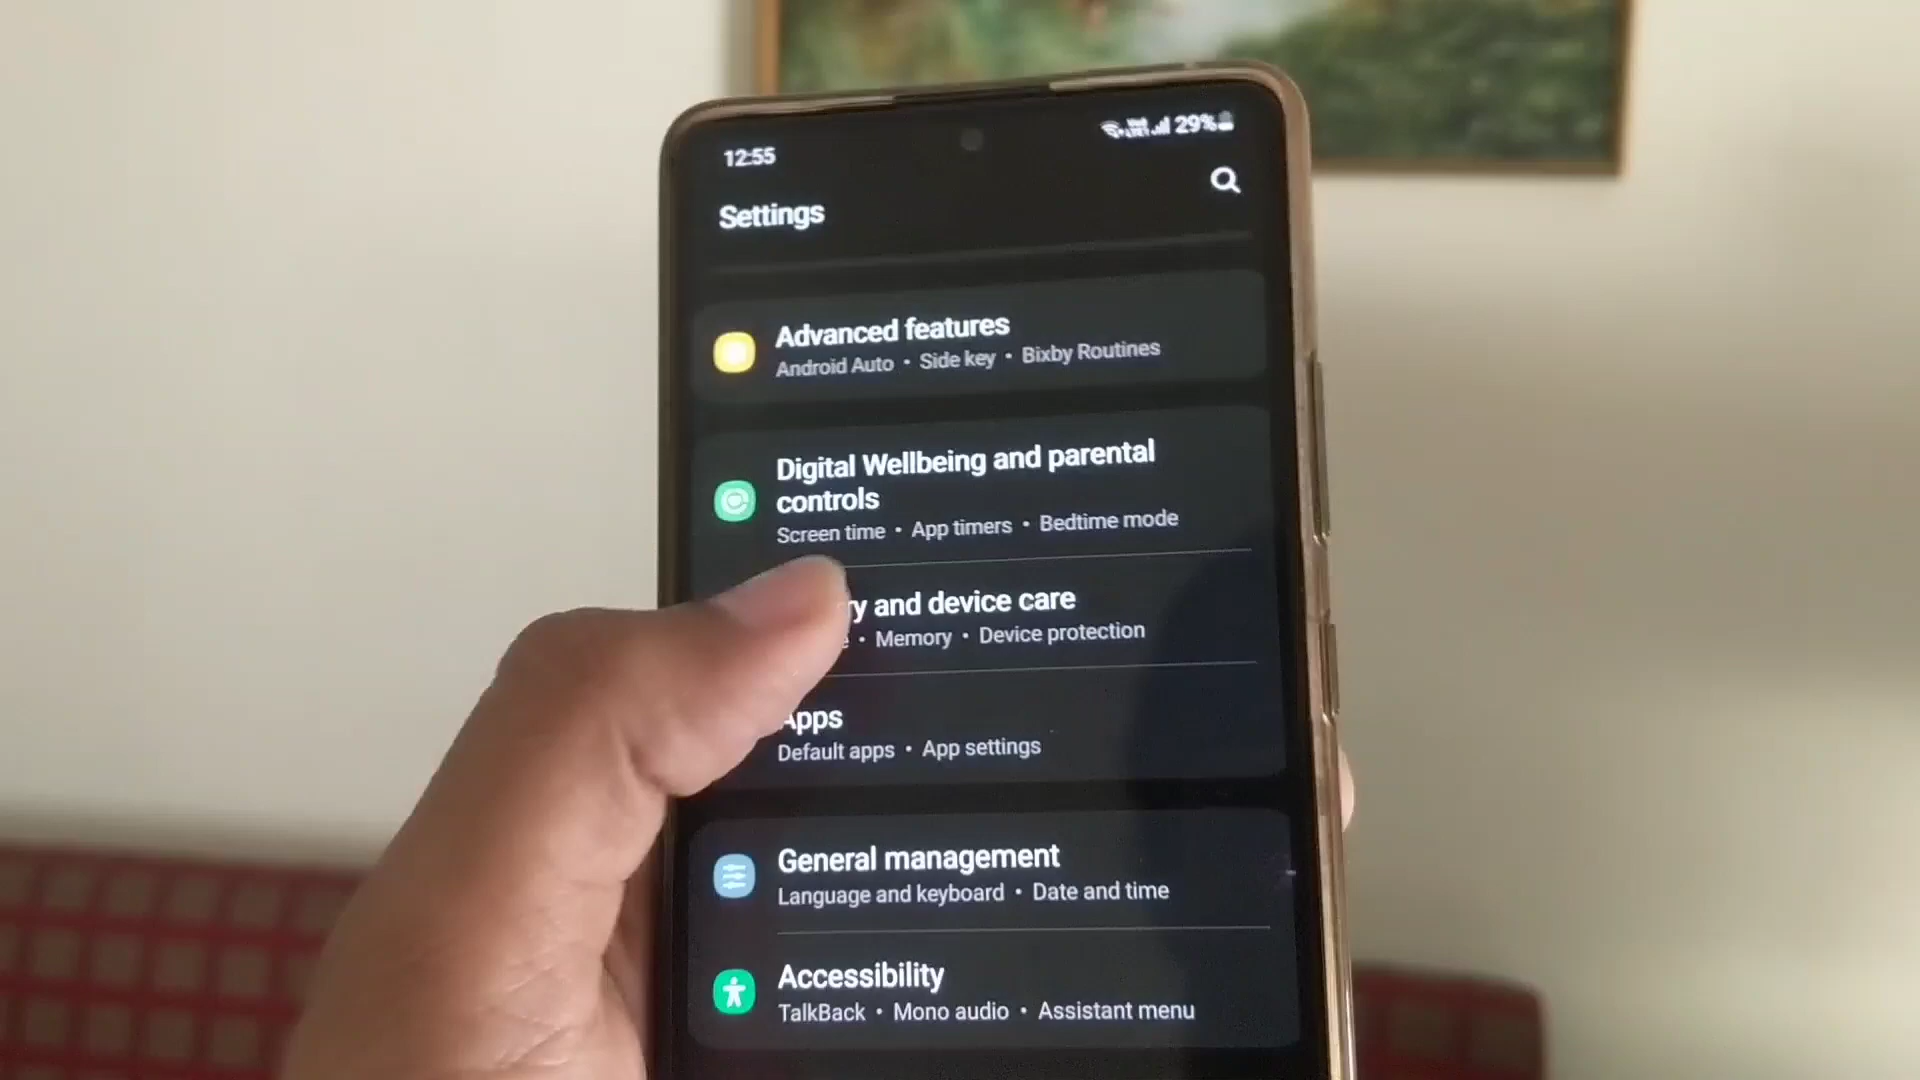 12:55
29%
Settings
Advanced features
Android Auto • Side key • Bixby Routines
Digital Wellbeing and parental
controls
Screen time • App timers • Bedtime mode
and device care
• Memory • Device protection
Apps
Default apps • App settings
General management
Language and keyboard • Date and time
Accessibility
TalkBack • Mono audio • Assistant menu